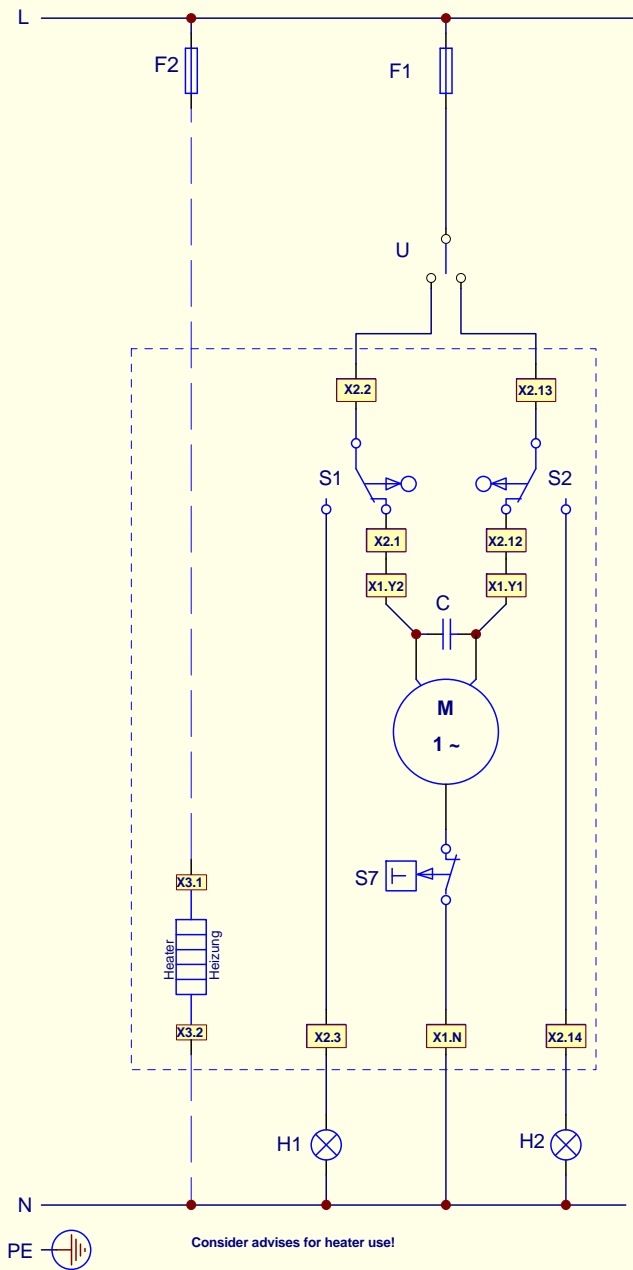 L
F2
F1
U
X2.2
X2.13
S1
S2
X2.1
X2.12
X1.Y2
X1.Y1
C
M
1 ~
S7
X3.1
Heater
Heizung
X3.2
X2.3
X1.N
X2.14
H1
H2
N
PE
Consider advises for heater use!